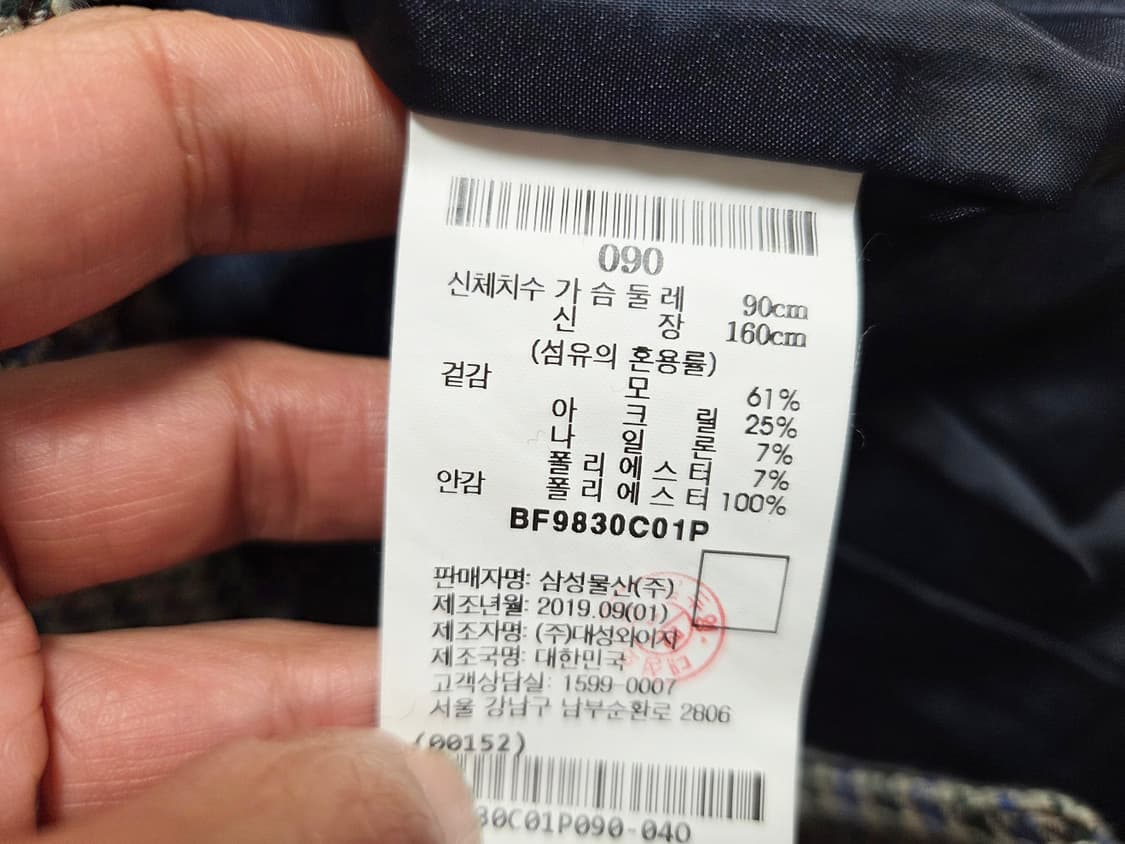 090
신체치수 가 슴 둘 레 90cm
신 장 160cm
(섬유의 혼용률)
겉감 모 61%
아 크 릴 25%
나 일 론 7%
폴 리 에 스 터 7%
안감 폴 리 에 스 터 100%
BF9830C01P
판매자명: 삼성물산(주)
제조년월: 2019.09(01)
제조자명: (주)대성와이지
제조국명: 대한민국
고객상담실: 1599-0007
서울 강남구 남부순환로 2806
(00152)
30C01P090-040